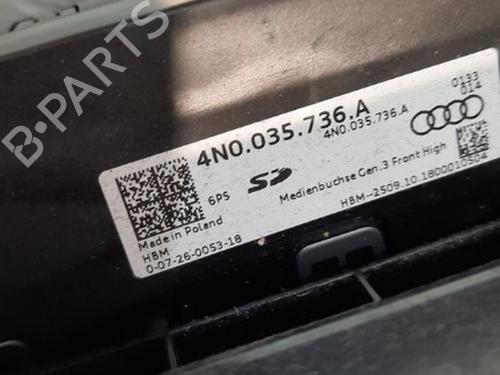 4N0.035.736.A
4N0.035.736.A
0133
014
6PS
SD
Medienbuchse Gen.3 Front High
Made in Poland
HBM
0-07-26-0053-18
HBM--2509.10.1800010504
B-PARTS